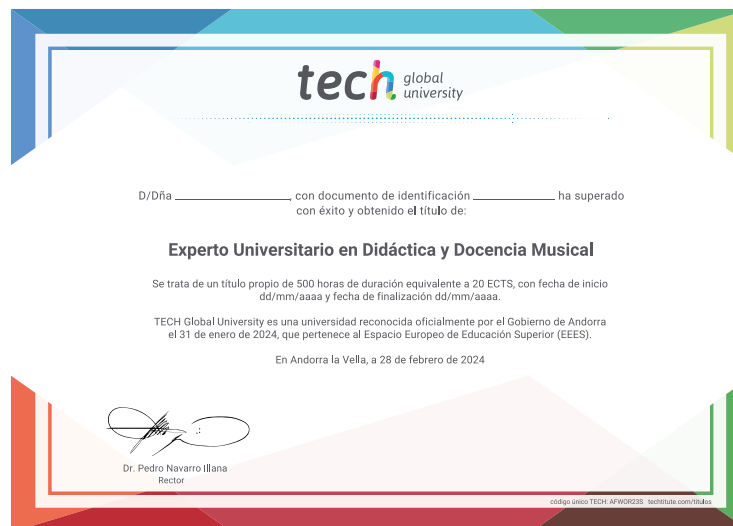 tech global
university
D/Dña ____________, con documento de identificación ____________ ha superado
con éxito y obtenido el título de:
Experto Universitario en Didáctica y Docencia Musical
Se trata de un título propio de 500 horas de duración equivalente a 20 ECTS, con fecha de inicio
dd/mm/aaaa y fecha de finalización dd/mm/aaaa.
TECH Global University es una universidad reconocida oficialmente por el Gobierno de Andorra
el 31 de enero de 2024, que pertenece al Espacio Europeo de Educación Superior (EEES).
En Andorra la Vella, a 28 de febrero de 2024
Dr. Pedro Navarro Illana
Rector
código único TECH: AFWOR23S techtitute.com/titulos